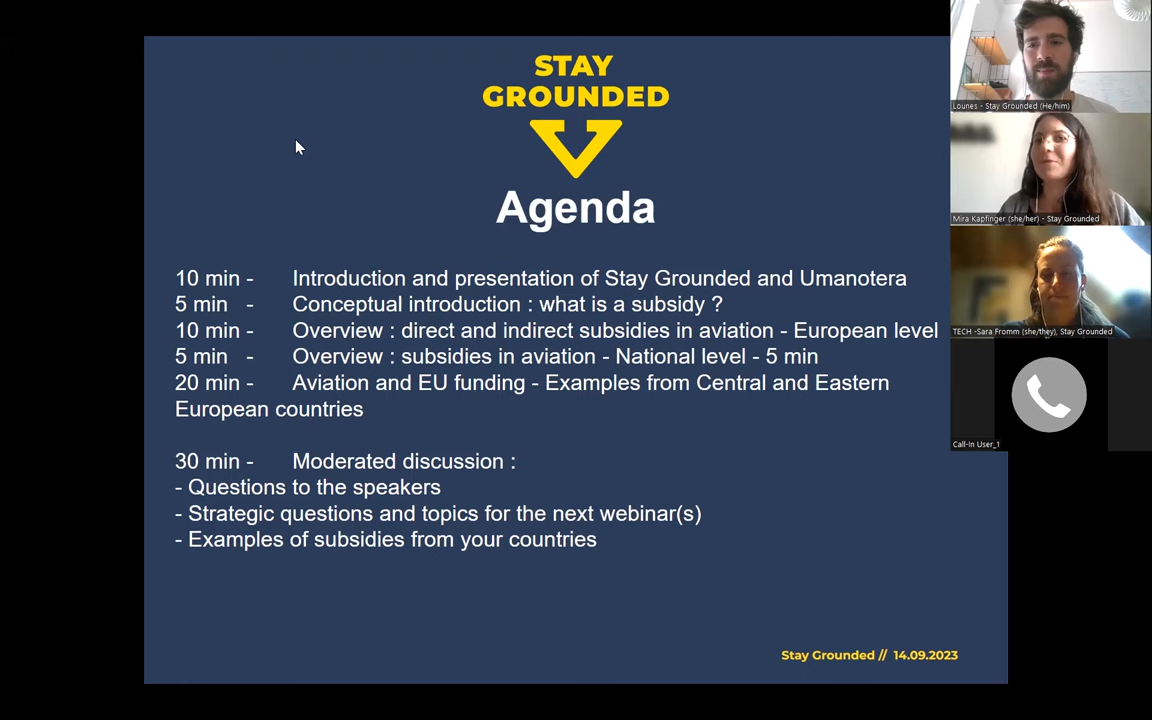 STAY
GROUNDED
Agenda
10 min - Introduction and presentation of Stay Grounded and Umanotera
5 min - Conceptual introduction : what is a subsidy ?
10 min - Overview : direct and indirect subsidies in aviation - European level
5 min - Overview : subsidies in aviation - National level - 5 min
20 min - Aviation and EU funding - Examples from Central and Eastern
European countries
30 min - Moderated discussion :
- Questions to the speakers
- Strategic questions and topics for the next webinar(s)
- Examples of subsidies from your countries
Stay Grounded // 14.09.2023
Lounes - Stay Grounded (He/him)
Mira Kapfinger (she/her) - Stay Grounded
TECH -Sara Fromm (she/they), Stay Grounded
Call-In User_1